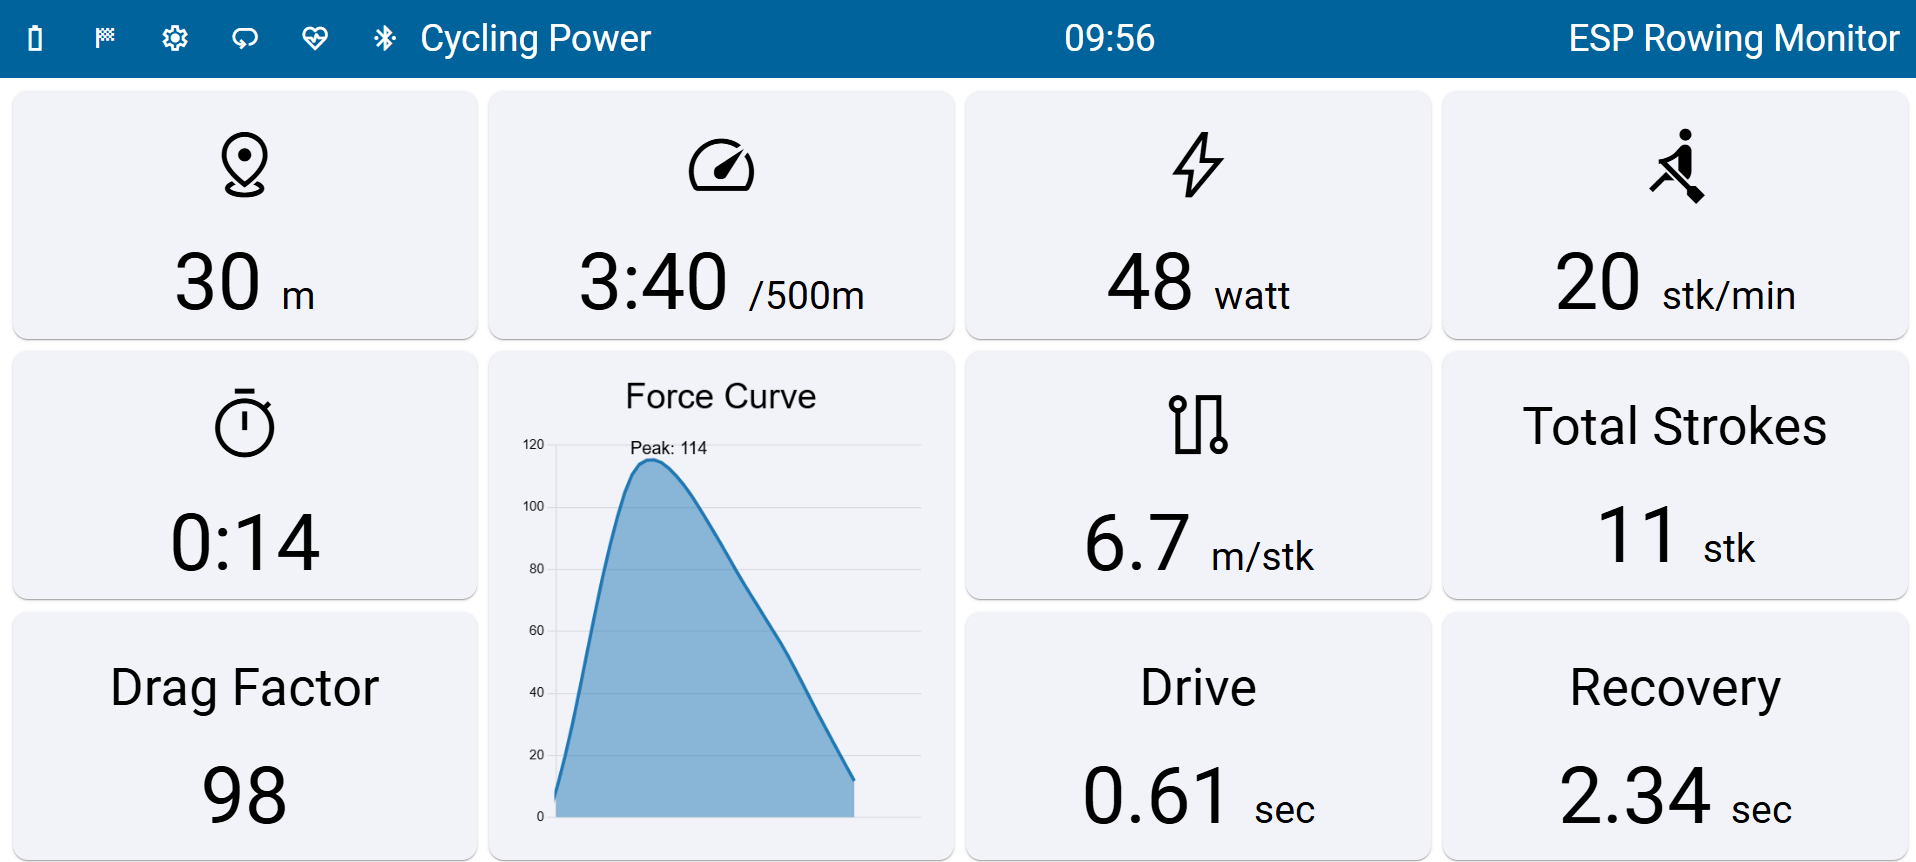 Cycling Power
09:56
ESP Rowing Monitor
30 m
3:40 /500m
48 watt
20 stk/min
0:14
Force Curve
Peak: 114
120
100
80
60
40
20
0
6.7 m/stk
Total Strokes
11 stk
Drag Factor
98
Drive
0.61 sec
Recovery
2.34 sec